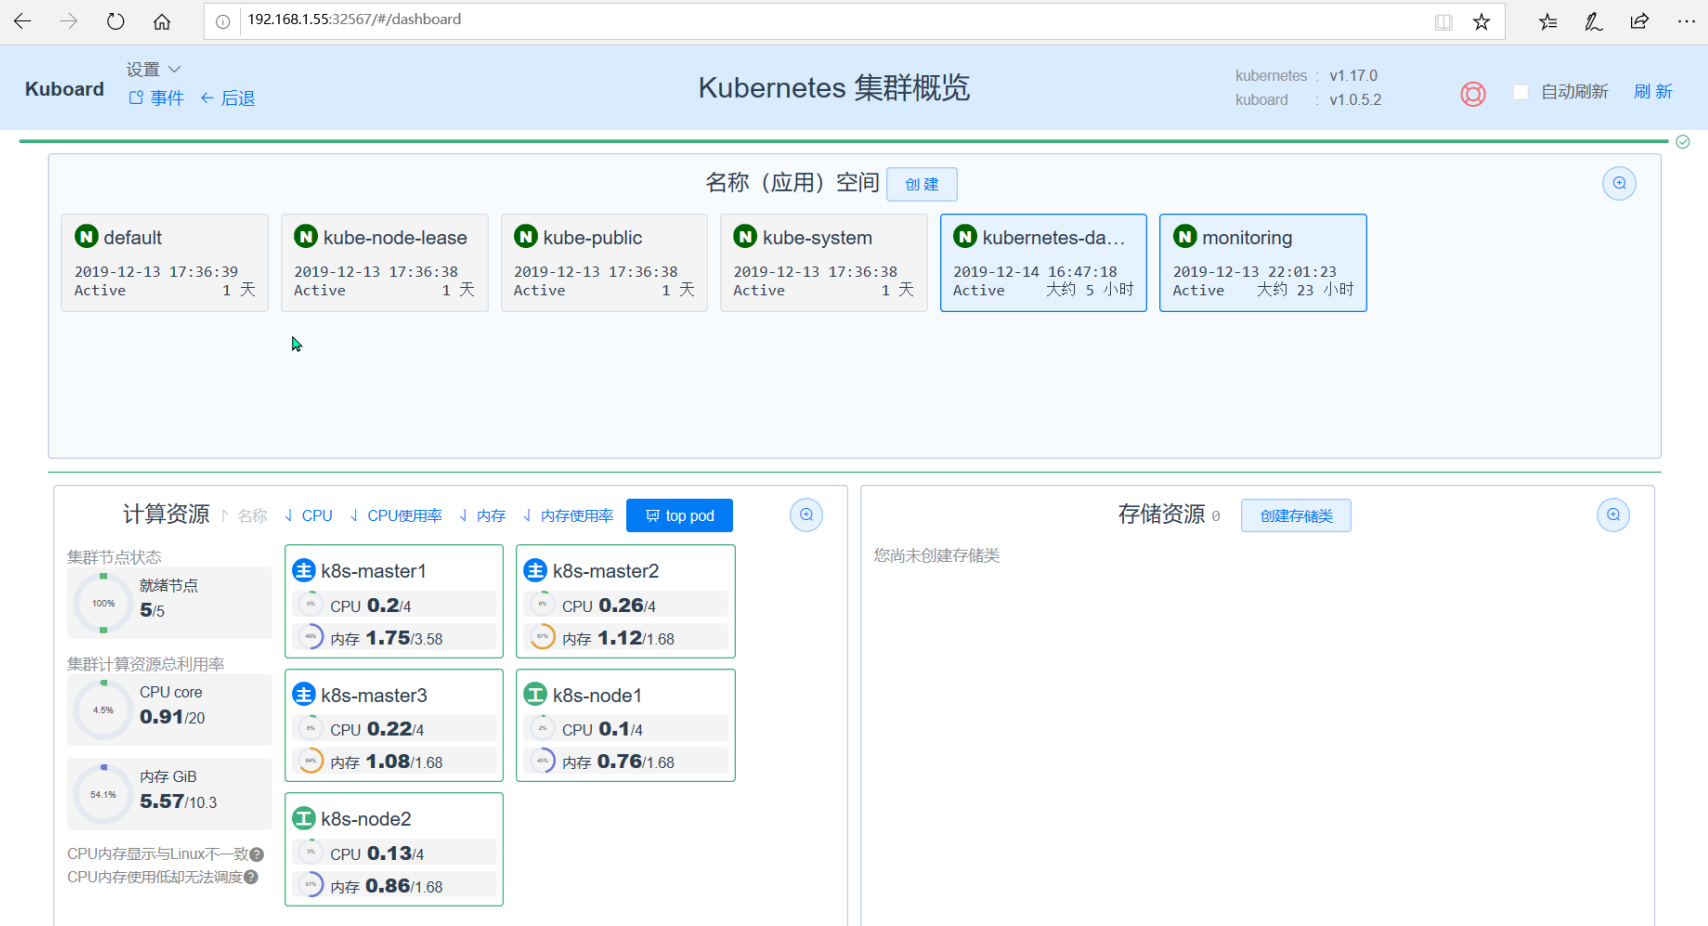 192.168.1.55:32567/#/dashboard
Kuboard
设置
事件 ← 后退
Kubernetes 集群概览
kubernetes : v1.17.0
kuboard : v1.0.5.2
自动刷新
刷 新
名称（应用）空间
创 建
N default
2019-12-13 17:36:39
Active 1 天
N kube-node-lease
2019-12-13 17:36:38
Active 1 天
N kube-public
2019-12-13 17:36:38
Active 1 天
N kube-system
2019-12-13 17:36:38
Active 1 天
N kubernetes-da...
2019-12-14 16:47:18
Active 大约 5 小时
N monitoring
2019-12-13 22:01:23
Active 大约 23 小时
计算资源 名称 CPU CPU使用率 内存 内存使用率 top pod
集群节点状态
100%
就绪节点
5/5
集群计算资源总利用率
4.5%
CPU core
0.91/20
54.1%
内存 GiB
5.57/10.3
CPU内存显示与Linux不一致?
CPU内存使用低却无法调度?
主 k8s-master1
5% CPU 0.2/4
49% 内存 1.75/3.58
主 k8s-master2
6% CPU 0.26/4
67% 内存 1.12/1.68
主 k8s-master3
6% CPU 0.22/4
64% 内存 1.08/1.68
工 k8s-node1
2% CPU 0.1/4
45% 内存 0.76/1.68
工 k8s-node2
3% CPU 0.13/4
51% 内存 0.86/1.68
存储资源 0
创建存储类
您尚未创建存储类